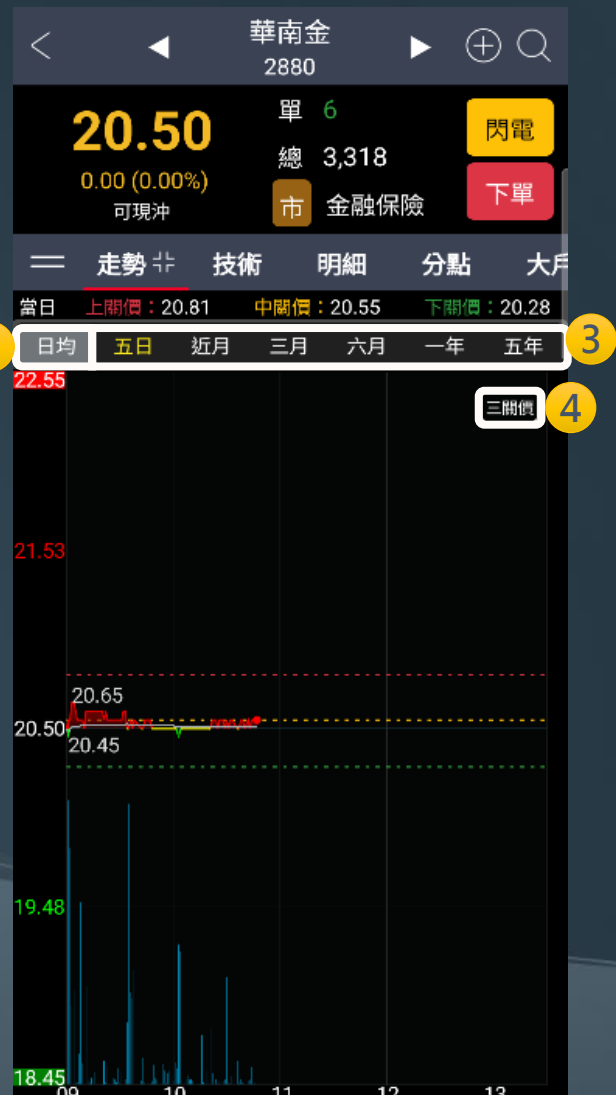 華南金
2880
20.50
0.00 (0.00%)
可現沖
單 6
總 3,318
市 金融保險
閃電
下單
走勢 技術 明細 分點 大戶
當日 上關價：20.81 中關價：20.55 下關價：20.28
日均 五日 近月 三月 六月 一年 五年
3
22.55
三關價
4
21.53
20.65
20.50
20.45
19.48
18.45
09 10 11 12 13